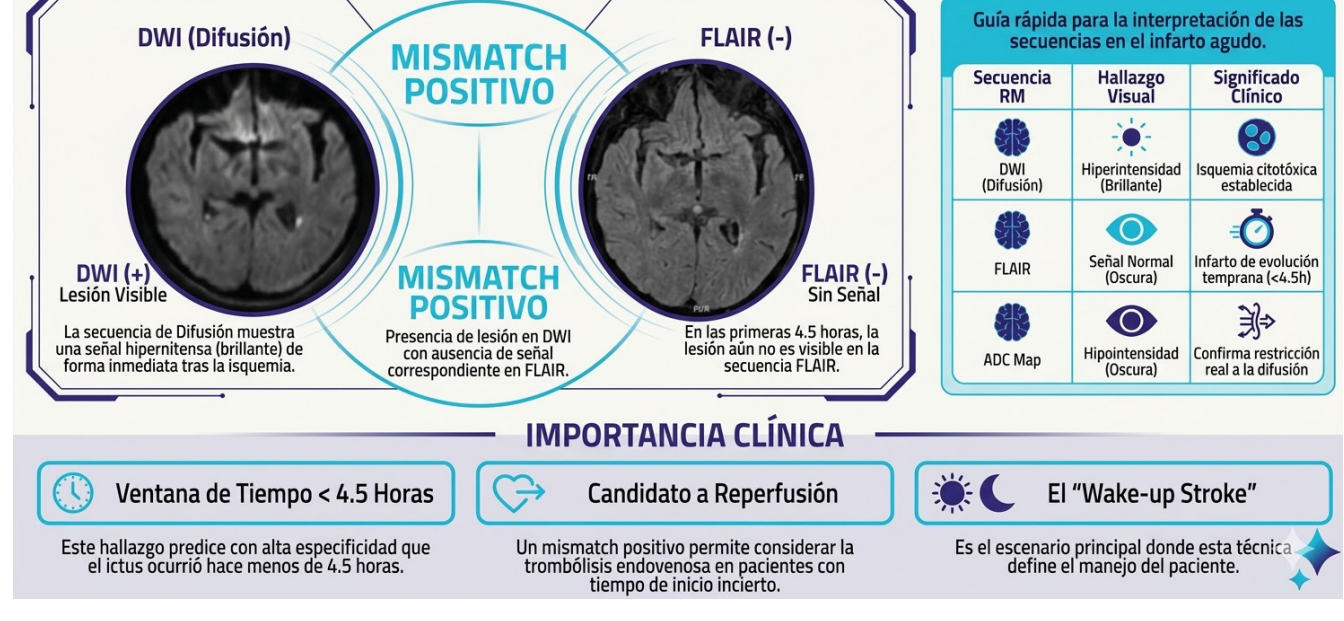 DWI (Difusión)
MISMATCH
POSITIVO
FLAIR (-)
DWI (+)
Lesión Visible
La secuencia de Difusión muestra
una señal hipernitensa (brillante) de
forma inmediata tras la isquemia.
MISMATCH
POSITIVO
Presencia de lesión en DWI
con ausencia de señal
correspondiente en FLAIR.
FLAIR (-)
Sin Señal
En las primeras 4.5 horas, la
lesión aún no es visible en la
secuencia FLAIR.
Guía rápida para la interpretación de las
secuencias en el infarto agudo.
Secuencia
RM
Hallazgo
Visual
Significado
Clínico
DWI
(Difusión)
Hiperintensidad
(Brillante)
Isquemia citotóxica
establecida
FLAIR
Señal Normal
(Oscura)
Infarto de evolución
temprana (<4.5h)
ADC Map
Hipointensidad
(Oscura)
Confirma restricción
real a la difusión
IMPORTANCIA CLÍNICA
Ventana de Tiempo < 4.5 Horas
Este hallazgo predice con alta especificidad que
el ictus ocurrió hace menos de 4.5 horas.
Candidato a Reperfusión
Un mismatch positivo permite considerar la
trombólisis endovenosa en pacientes con
tiempo de inicio incierto.
El “Wake-up Stroke”
Es el escenario principal donde esta técnica
define el manejo del paciente.